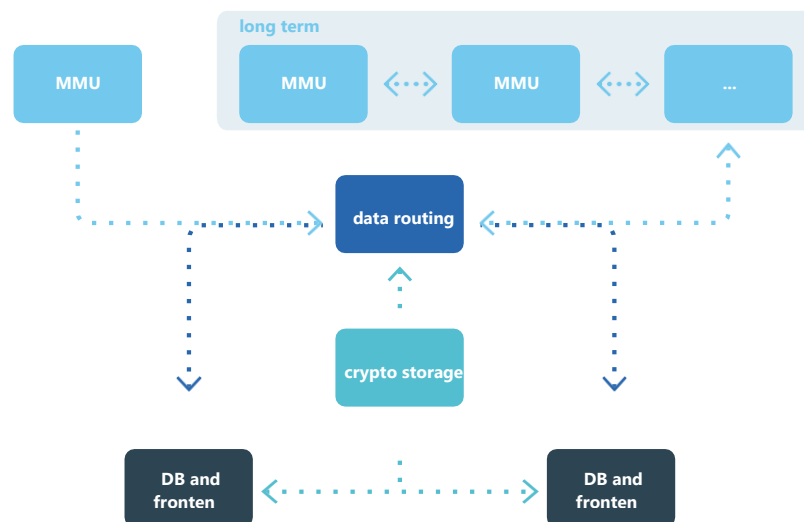 long term
MMU
MMU
MMU
...
data routing
crypto storage
DB and
fronten
DB and
fronten